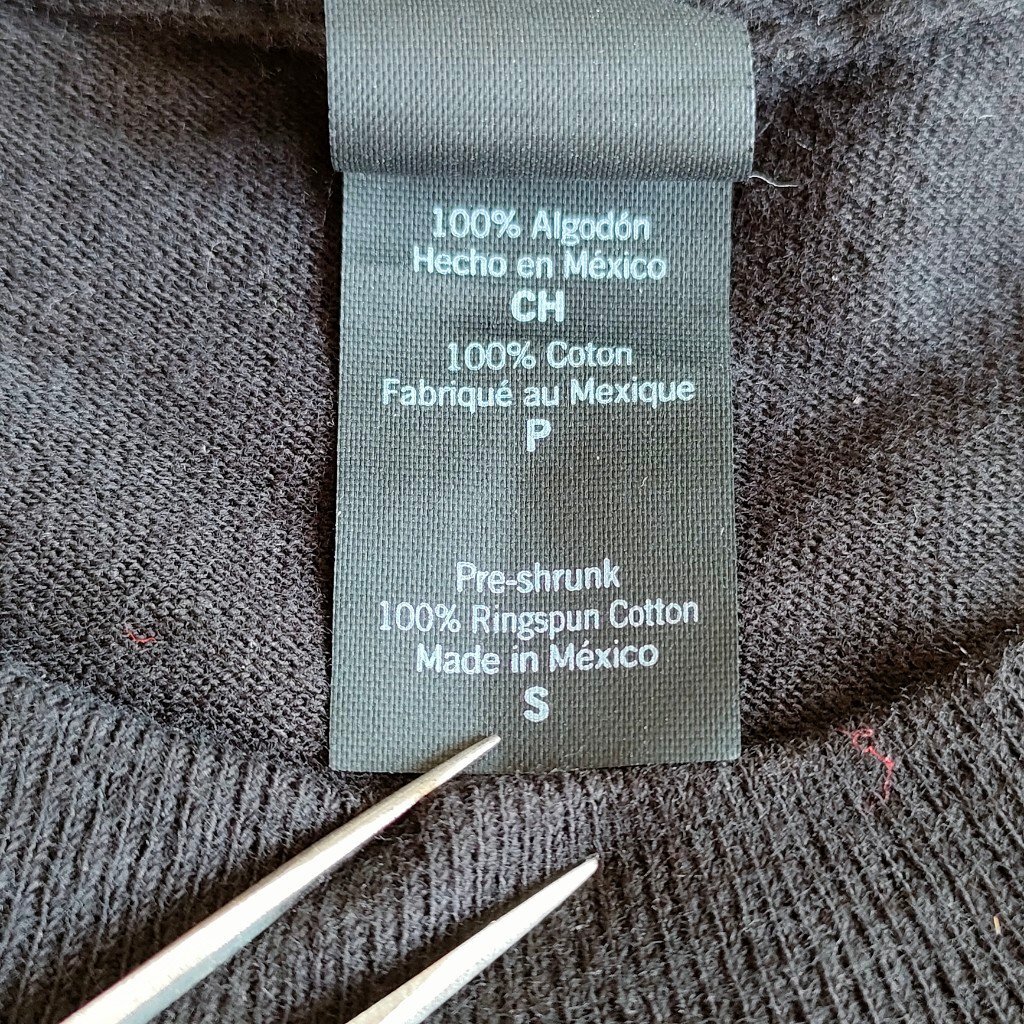 100% Algodón
Hecho en México
CH
100% Coton
Fabriqué au Mexique
P
Pre-shrunk
100% Ringspun Cotton
Made in México
S